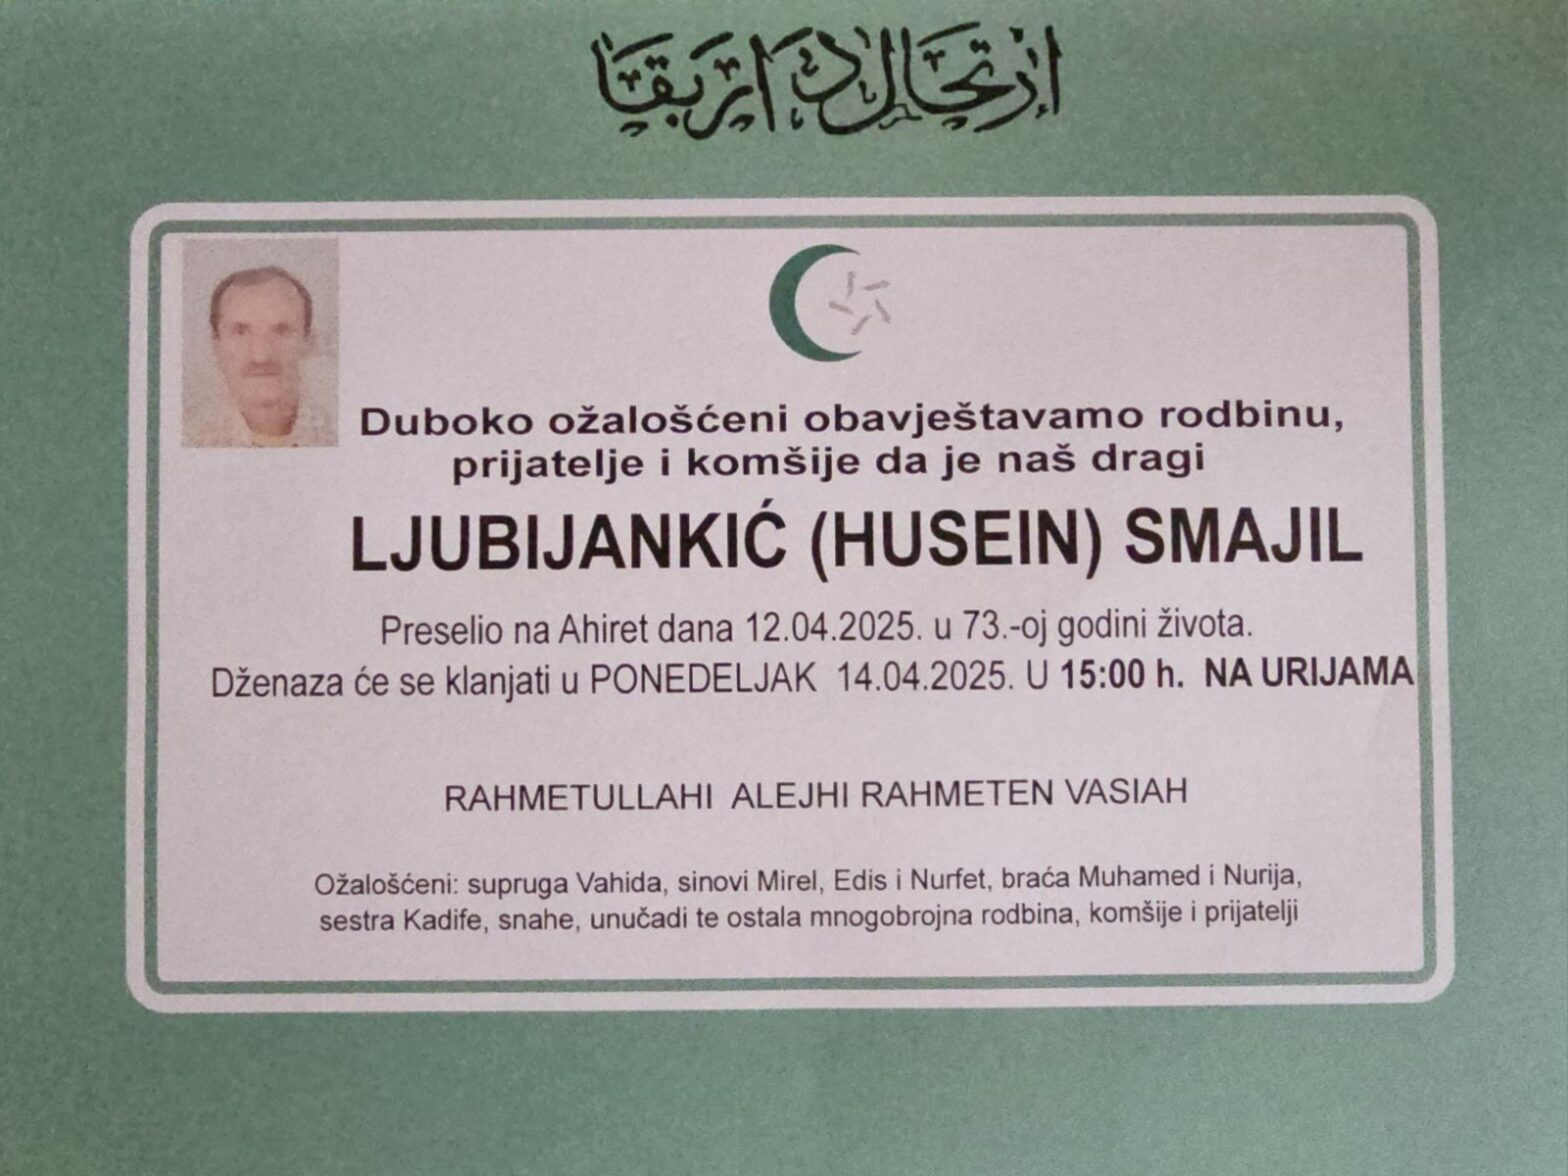 ارتحال دار بقا
Duboko ožalošćeni obavještavamo rodbinu,
prijatelje i komšije da je naš dragi
LJUBIJANKIĆ (HUSEIN) SMAJIL
Preselio na Ahiret dana 12.04.2025. u 73.-oj godini života.
Dženaza će se klanjati u PONEDELJAK 14.04.2025. U 15:00 h. NA URIJAMA
RAHMETULLAHI ALEJHI RAHMETEN VASIAH
Ožalošćeni: supruga Vahida, sinovi Mirel, Edis i Nurfet, braća Muhamed i Nurija,
sestra Kadife, snahe, unučadi te ostala mnogobrojna rodbina, komšije i prijatelji